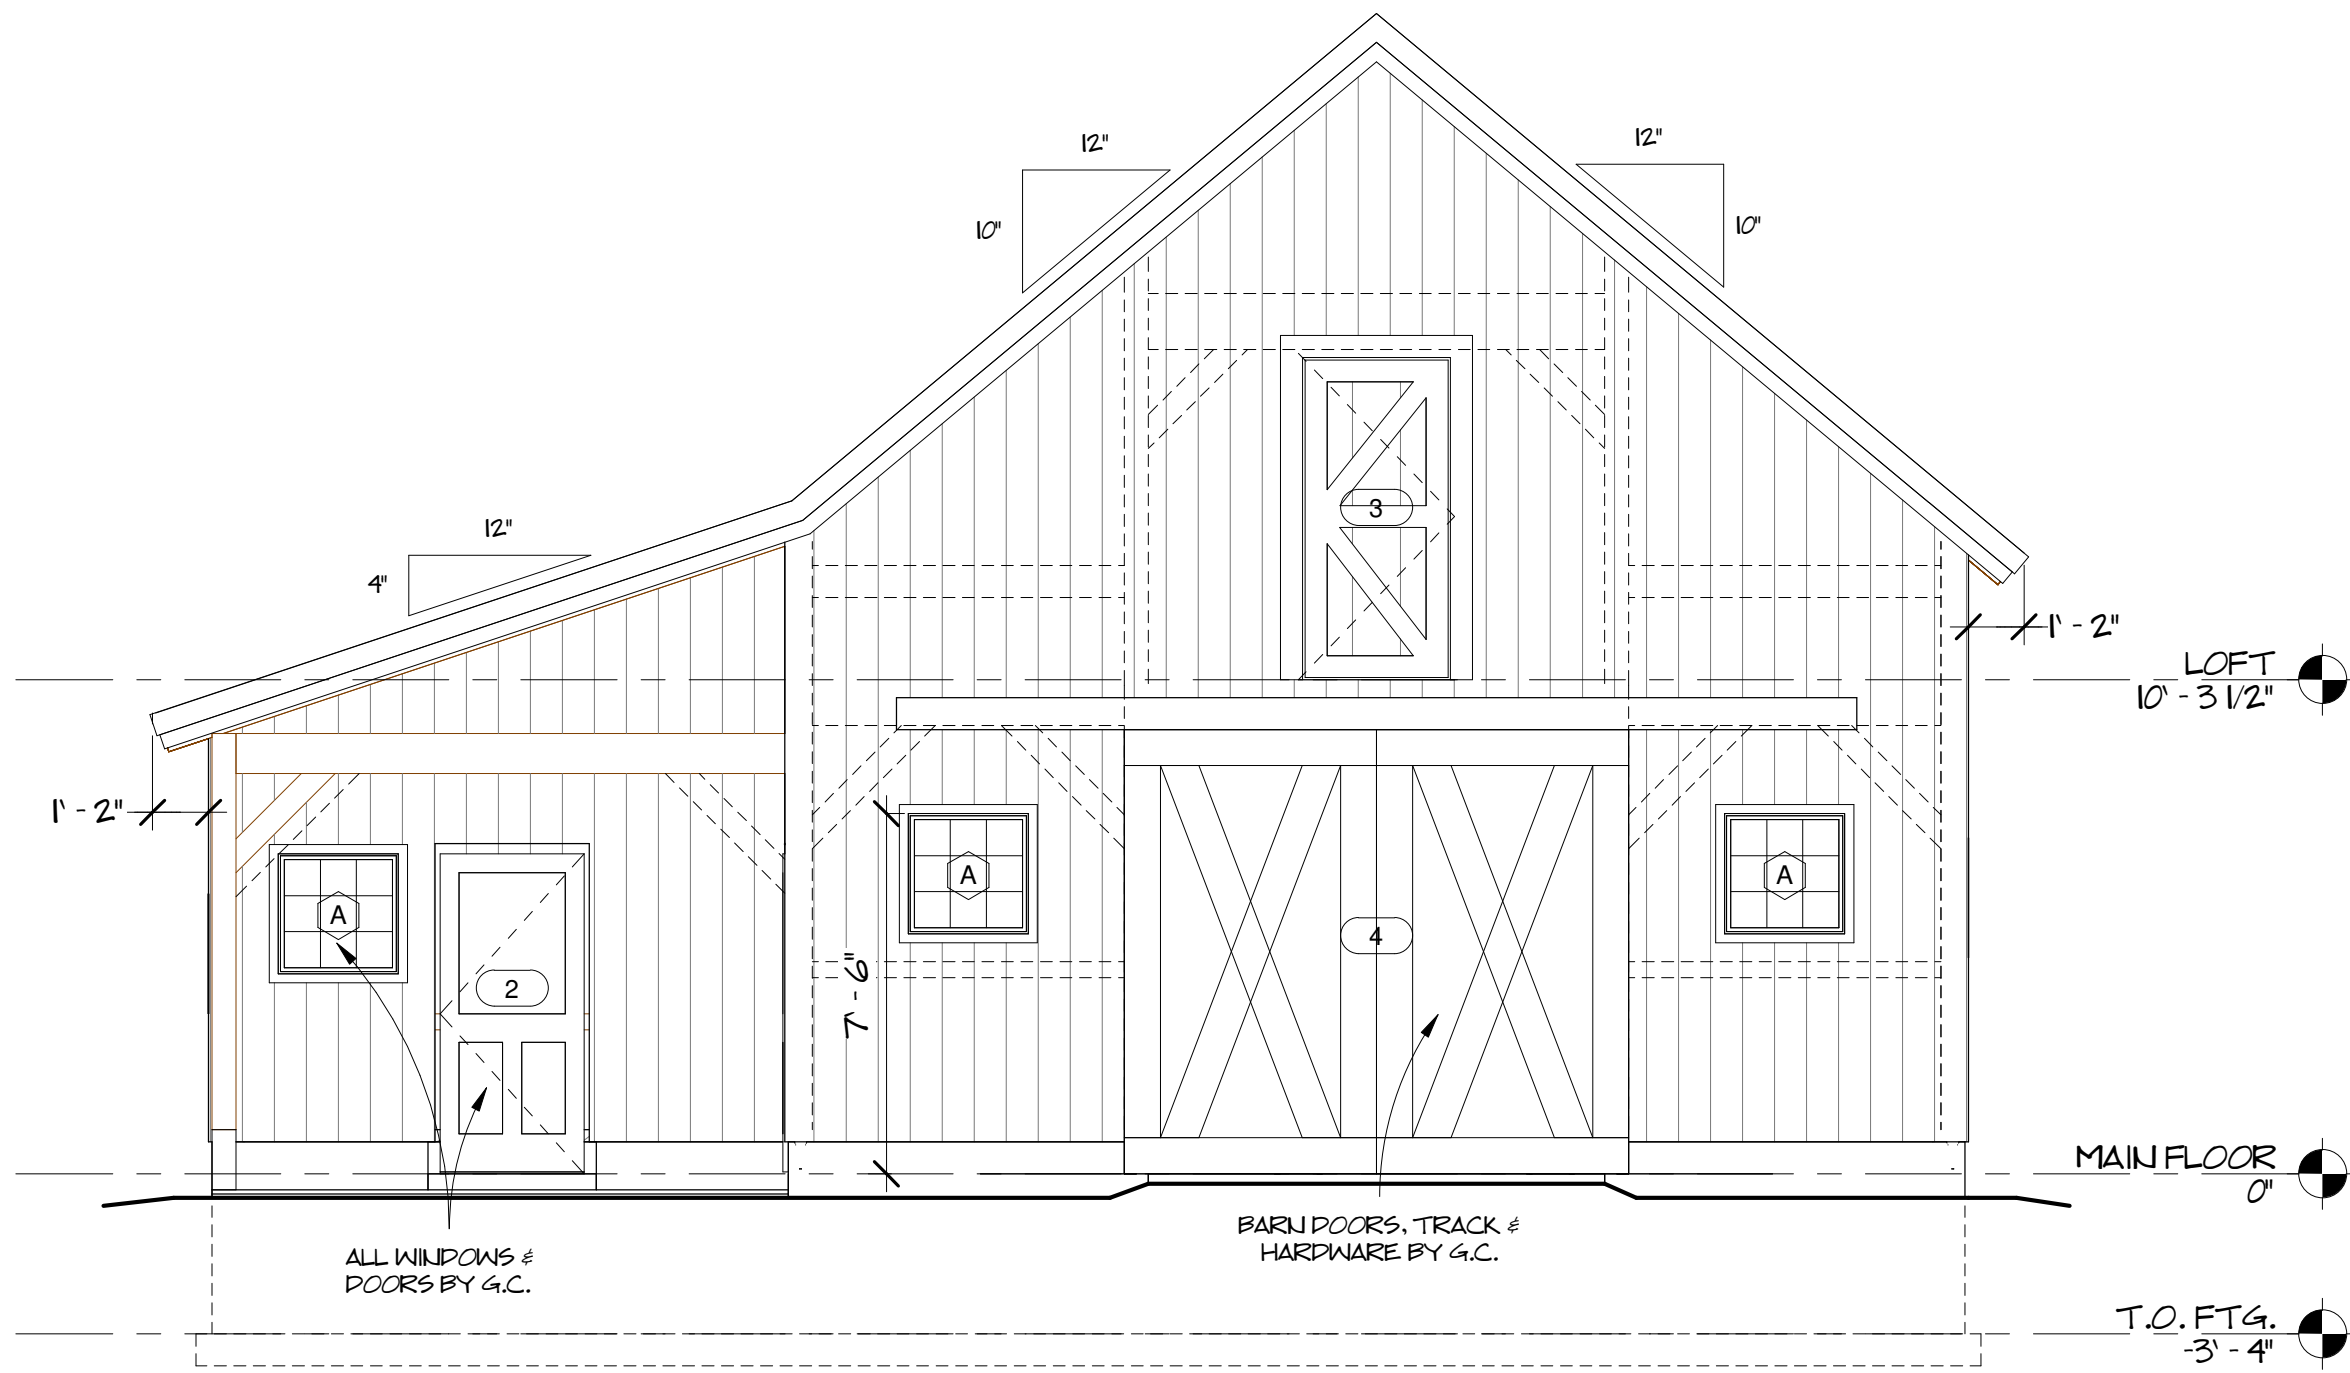 12"
12"
10"
10"
12"
4"
3
1' - 2"
LOFT
10' - 3 1/2"
1' - 2"
A
A
A
4
7' - 6"
2
MAIN FLOOR
0"
BARN DOORS, TRACK &
HARDWARE BY G.C.
ALL WINDOWS &
DOORS BY G.C.
T.O. FTG.
-3' - 4"